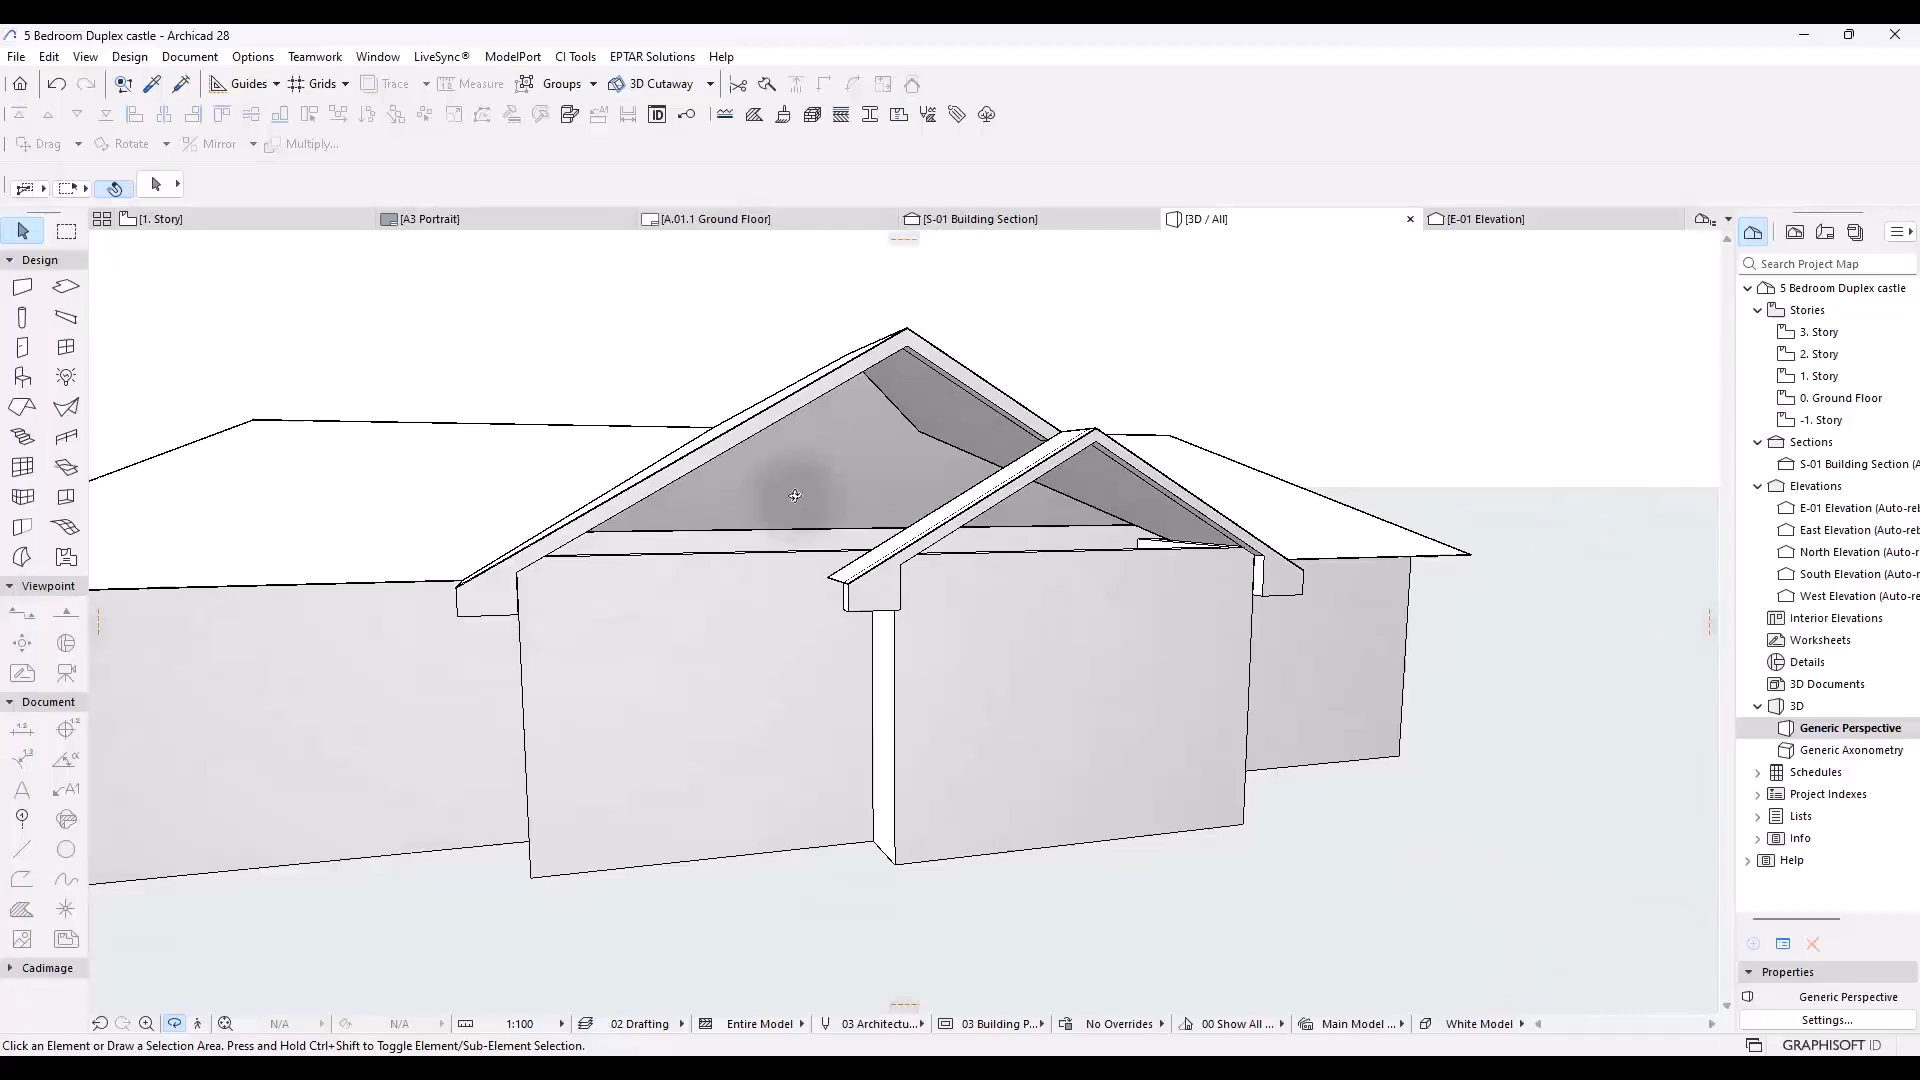 5 Bedroom Duplex castle - Archicad 28
File Edit View Design Document Options Teamwork Window LiveSync® ModelPort CI Tools EPTAR Solutions Help
Guides Grids Trace Measure Groups 3D Cutaway
ID
Drag Rotate Mirror Multiply...
[1. Story] [A3 Portrait] [A.01.1 Ground Floor] [S-01 Building Section] [3D / All] [E-01 Elevation]
Design
Viewpoint
Document
Cadimage
Search Project Map
5 Bedroom Duplex castle
Stories
3. Story
2. Story
1. Story
0. Ground Floor
-1. Story
Sections
S-01 Building Section (A
Elevations
E-01 Elevation (Auto-reb
East Elevation (Auto-reb
North Elevation (Auto-r
South Elevation (Auto-r
West Elevation (Auto-re
Interior Elevations
Worksheets
Details
3D Documents
3D
Generic Perspective
Generic Axonometry
Schedules
Project Indexes
Lists
Info
Help
Properties
Generic Perspective
Settings...
N/A N/A 1:100 02 Drafting Entire Model 03 Architectu... 03 Building P... No Overrides 00 Show All ... Main Model ... White Model
Click an Element or Draw a Selection Area. Press and Hold Ctrl+Shift to Toggle Element/Sub-Element Selection.
GRAPHISOFT ID